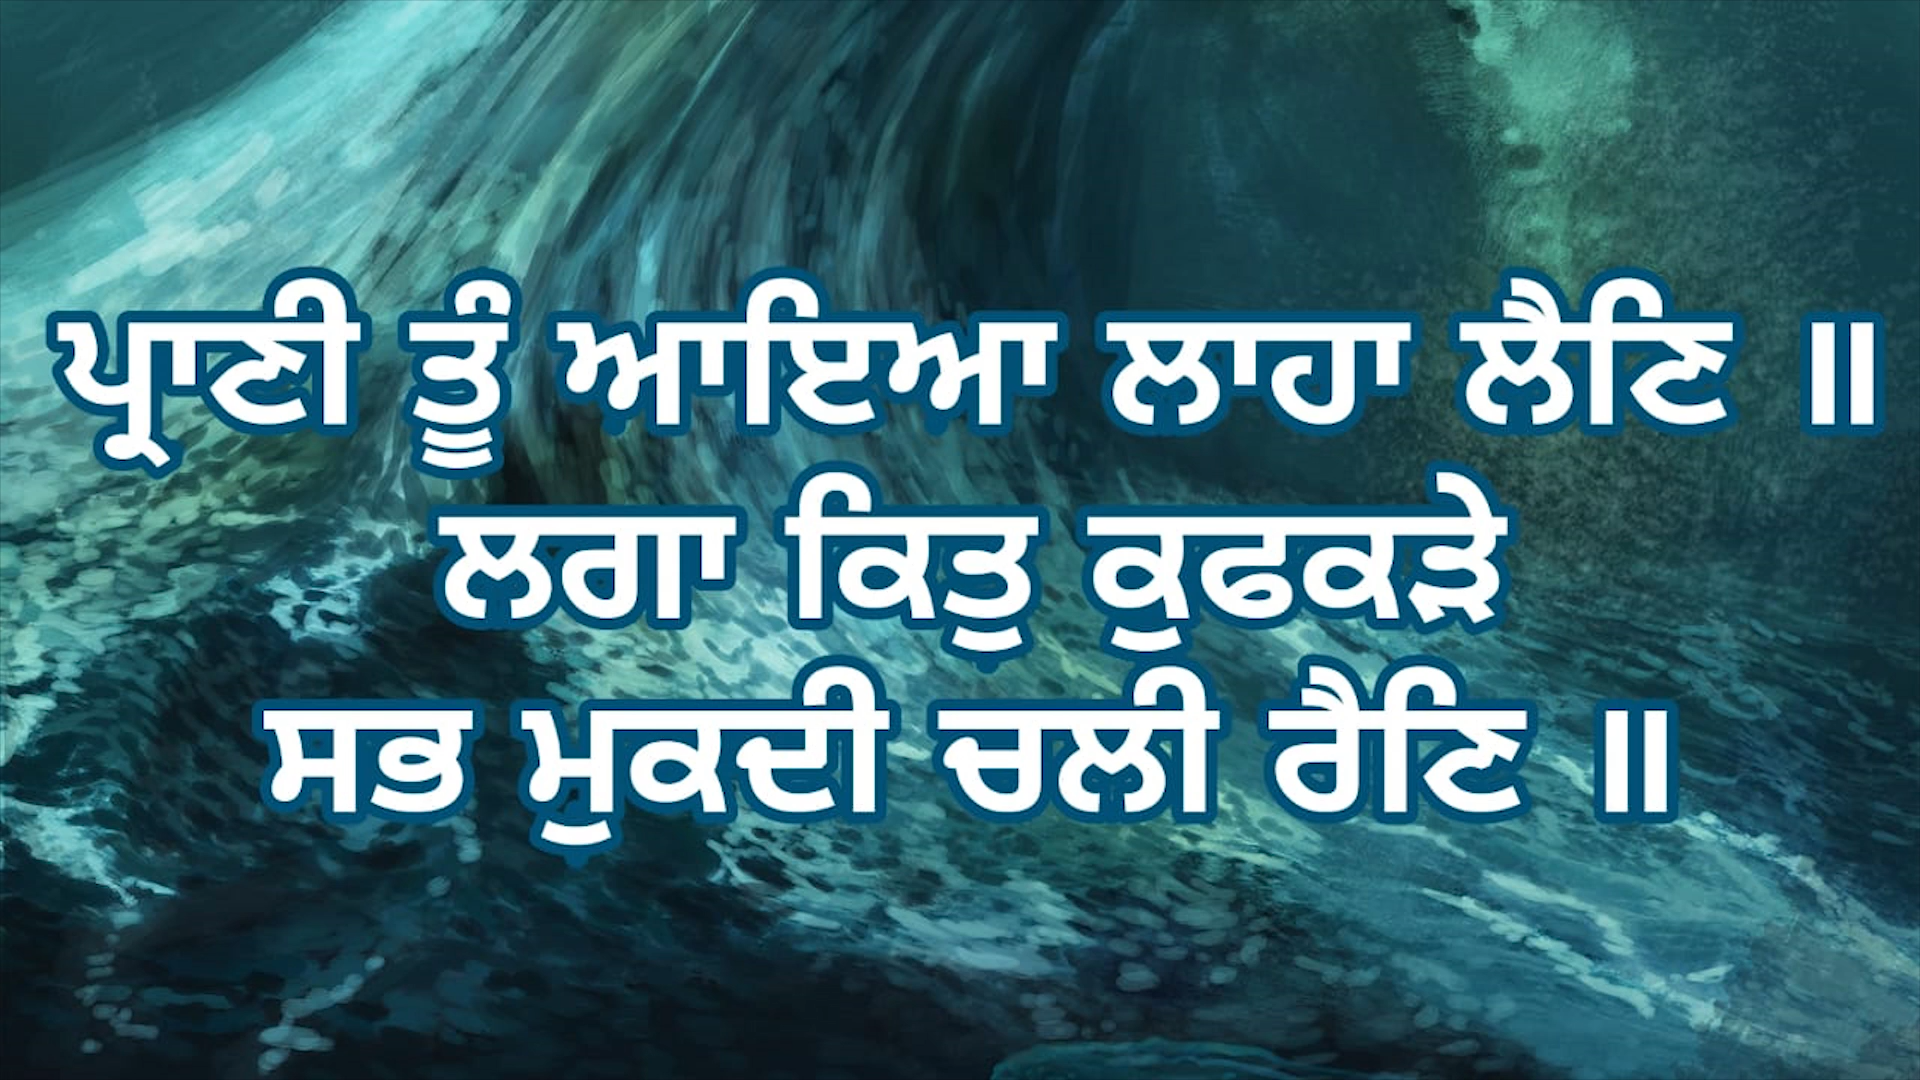 ਪ੍ਰਾਣੀ ਤੂੰ ਆਇਆ ਲਾਹਾ ਲੈਣਿ ॥
ਲਗਾ ਕਿਤੁ ਕੁਫਕੜੇ
ਸਭ ਮੁਕਦੀ ਚਲੀ ਰੈਣਿ ॥